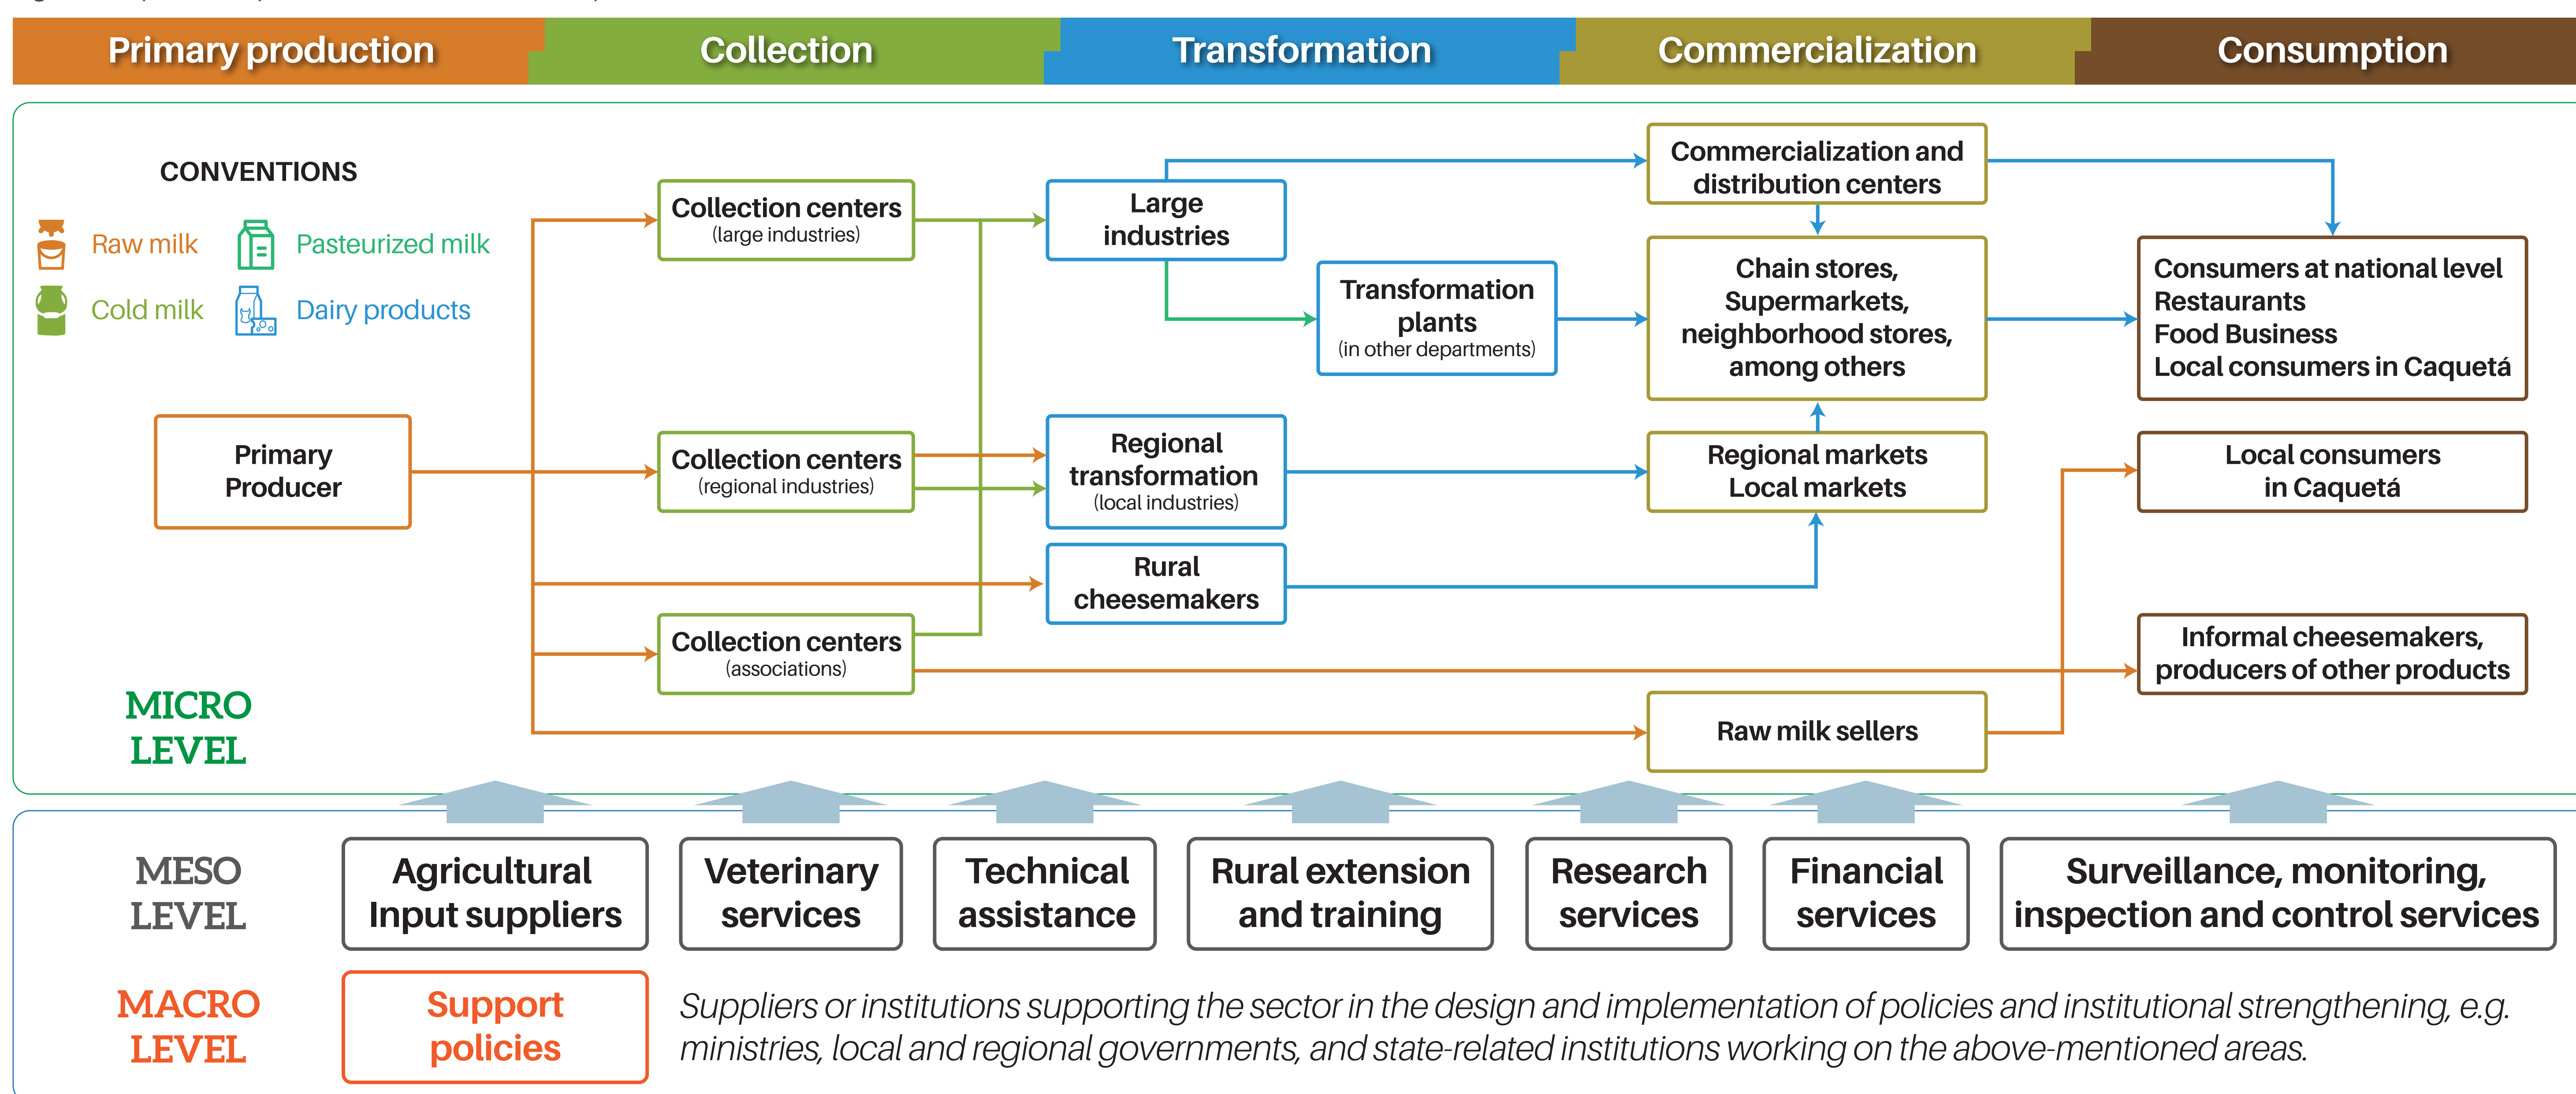 Primary production
Collection
Transformation
Commercialization
Consumption
CONVENTIONS
Raw milk
Pasteurized milk
Cold milk
Dairy products
Primary
Producer
Collection centers
(large industries)
Collection centers
(regional industries)
Collection centers
(associations)
Large
industries
Transformation
plants
(in other departments)
Regional
transformation
(local industries)
Rural
cheesemakers
Commercialization and
distribution centers
Chain stores,
Supermarkets,
neighborhood stores,
among others
Regional markets
Local markets
Raw milk sellers
Consumers at national level
Restaurants
Food Business
Local consumers in Caquetá
Local consumers
in Caquetá
Informal cheesemakers,
producers of other products
MICRO
LEVEL
MESO
LEVEL
Agricultural
Input suppliers
Veterinary
services
Technical
assistance
Rural extension
and training
Research
services
Financial
services
Surveillance, monitoring,
inspection and control services
MACRO
LEVEL
Support
policies
Suppliers or institutions supporting the sector in the design and implementation of policies and institutional strengthening, e.g.
ministries, local and regional governments, and state-related institutions working on the above-mentioned areas.